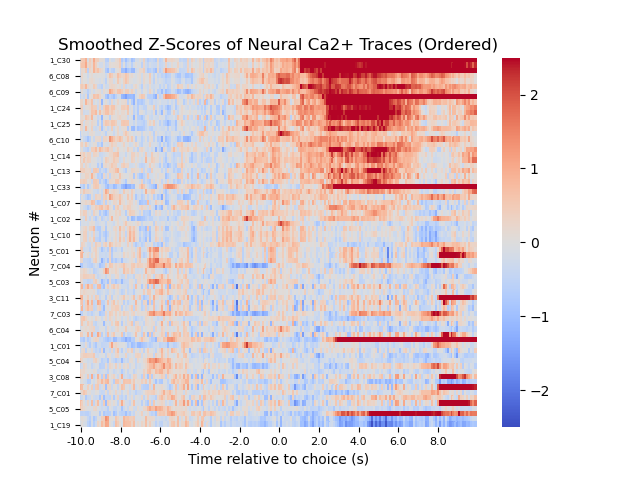 Smoothed Z-Scores of Neural Ca2+ Traces (Ordered)
1_C30
6_C08
6_C09
1_C24
1_C25
6_C10
1_C14
1_C13
1_C33
1_C07
1_C02
1_C10
5_C01
7_C04
5_C03
3_C11
7_C03
6_C04
1_C01
5_C04
3_C08
7_C01
5_C05
1_C19
Neuron #
-10.0 -8.0 -6.0 -4.0 -2.0 0.0 2.0 4.0 6.0 8.0
Time relative to choice (s)
2
1
0
−1
−2